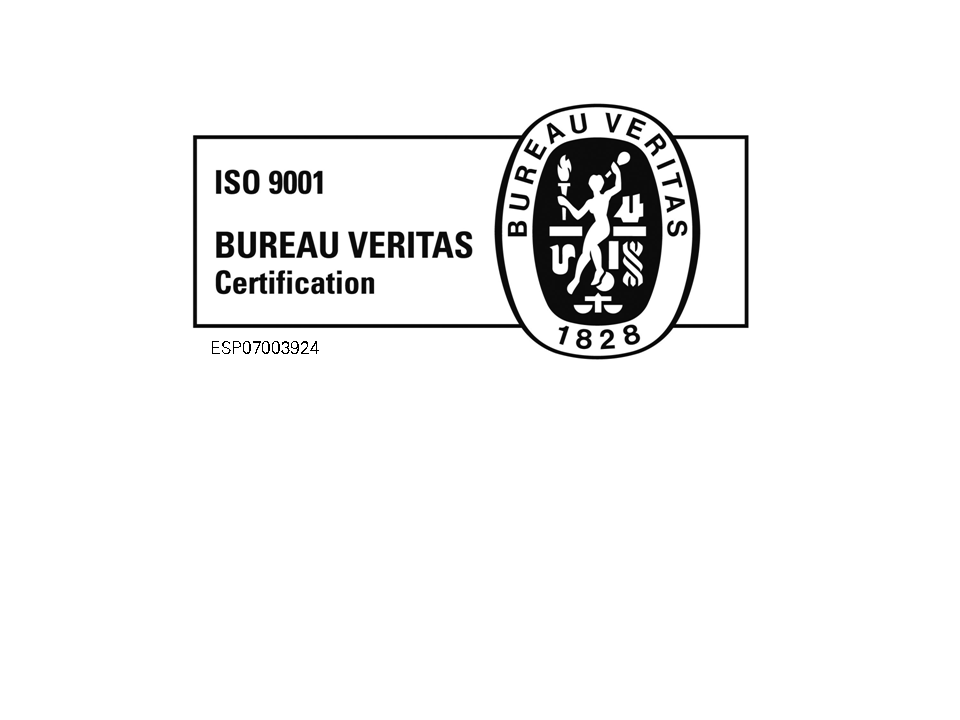 ISO 9001
BUREAU VERITAS
Certification
BUREAU VERITAS
1828
ESP07003924